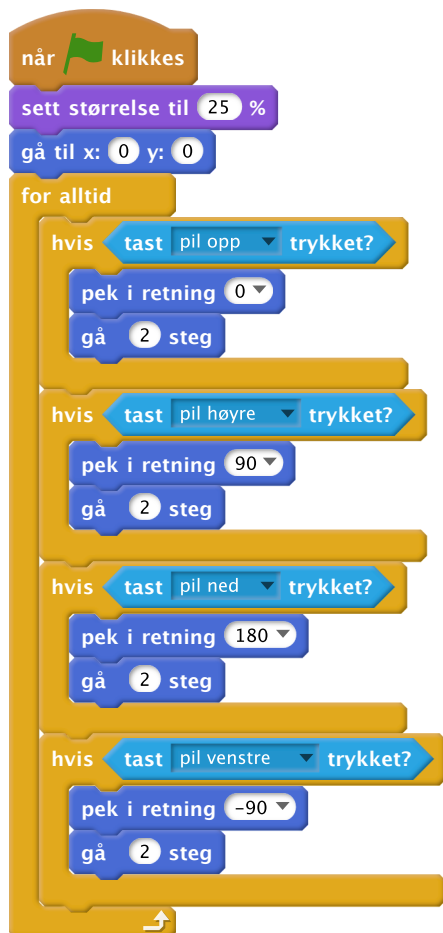 når klikkes
sett størrelse til 25 %
gå til x: 0 y: 0
for alltid
hvis tast pil opp trykket?
pek i retning 0
gå 2 steg
hvis tast pil høyre trykket?
pek i retning 90
gå 2 steg
hvis tast pil ned trykket?
pek i retning 180
gå 2 steg
hvis tast pil venstre trykket?
pek i retning -90
gå 2 steg